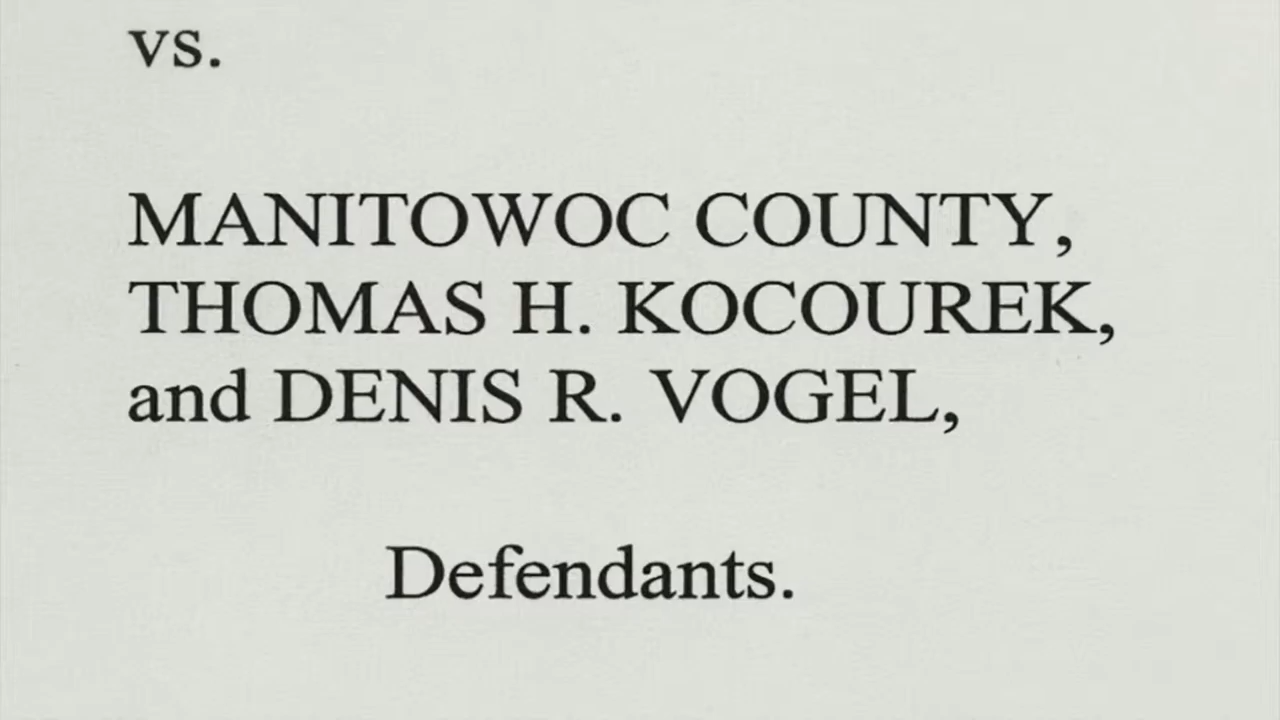 vs.
MANITOWOC COUNTY,
THOMAS H. KOCOUREK,
and DENIS R. VOGEL,
Defendants.